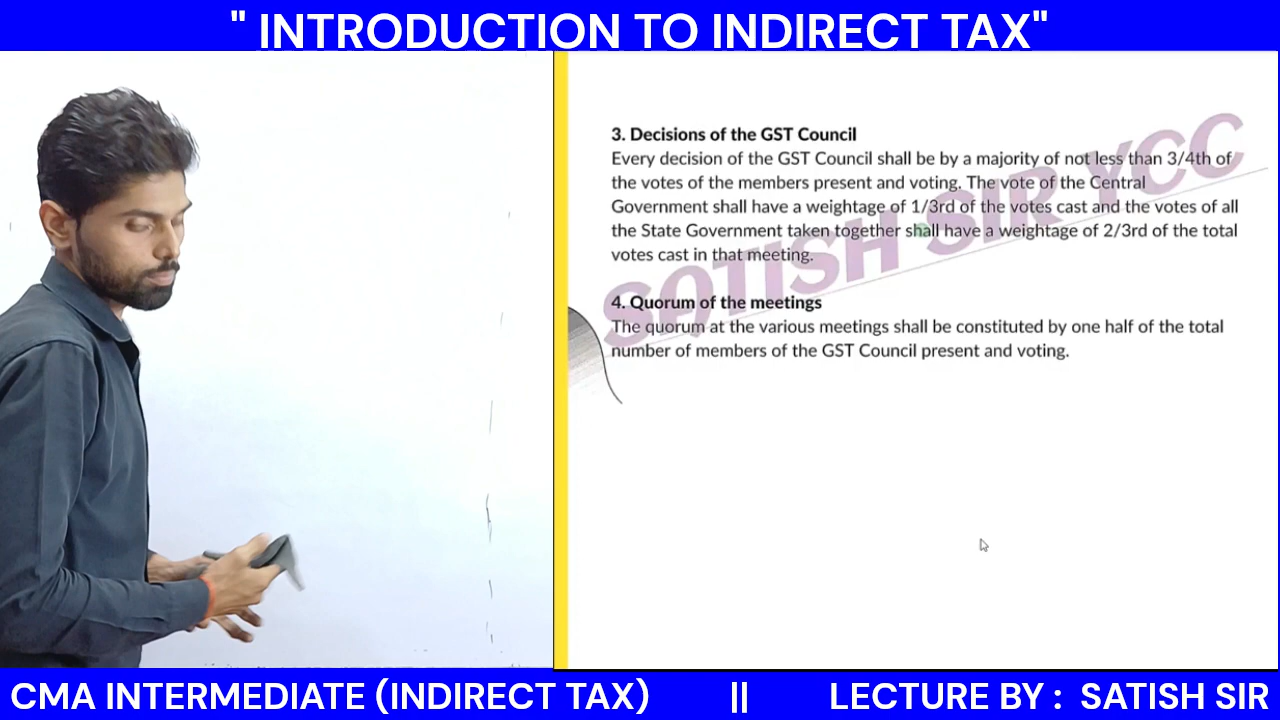 " INTRODUCTION TO INDIRECT TAX"
3. Decisions of the GST Council
Every decision of the GST Council shall be by a majority of not less than 3/4th of
the votes of the members present and voting. The vote of the Central
Government shall have a weightage of 1/3rd of the votes cast and the votes of all
the State Government taken together shall have a weightage of 2/3rd of the total
votes cast in that meeting.
4. Quorum of the meetings
The quorum at the various meetings shall be constituted by one half of the total
number of members of the GST Council present and voting.
SATISH SIR YCC
CMA INTERMEDIATE (INDIRECT TAX) || LECTURE BY : SATISH SIR